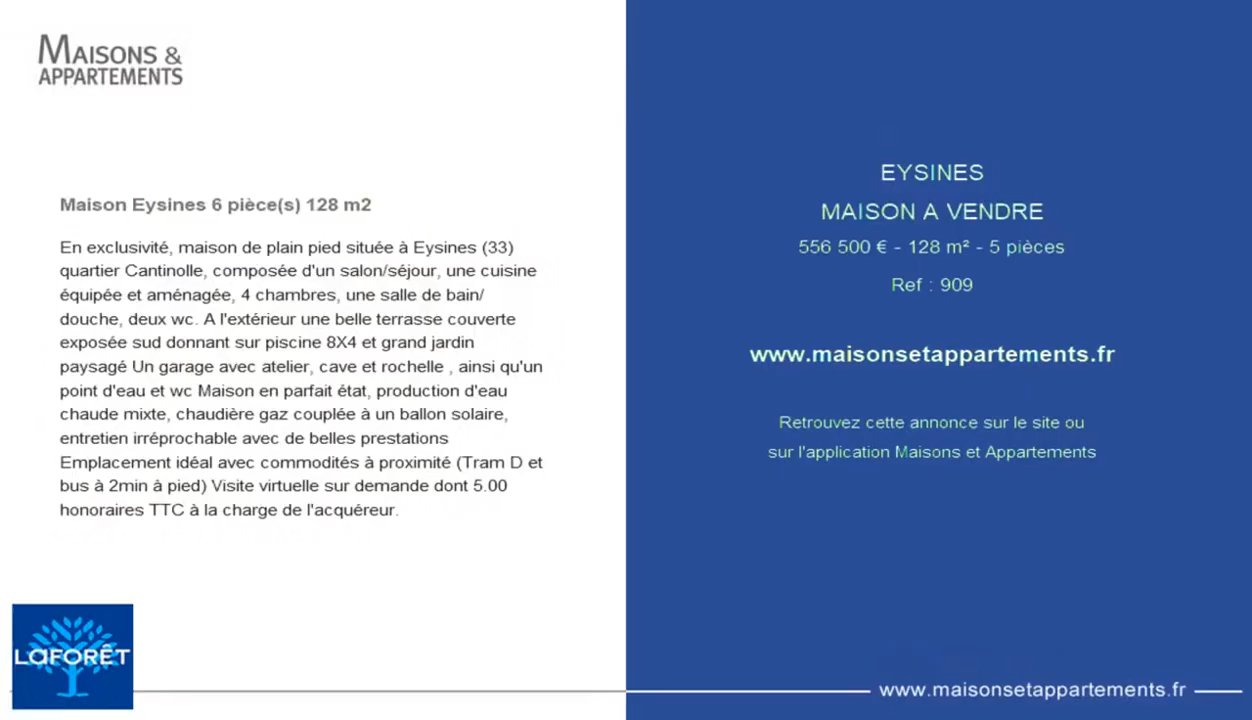 MAISONS &
APPARTEMENTS
Maison Eysines 6 pièce(s) 128 m2
En exclusivité, maison de plain pied située à Eysines (33)
quartier Cantinolle, composée d'un salon/séjour, une cuisine
équipée et aménagée, 4 chambres, une salle de bain/
douche, deux wc. A l'extérieur une belle terrasse couverte
exposée sud donnant sur piscine 8X4 et grand jardin
paysagé Un garage avec atelier, cave et rochelle , ainsi qu'un
point d'eau et wc Maison en parfait état, production d'eau
chaude mixte, chaudière gaz couplée à un ballon solaire,
entretien irréprochable avec de belles prestations
Emplacement idéal avec commodités à proximité (Tram D et
bus à 2min à pied) Visite virtuelle sur demande dont 5.00
honoraires TTC à la charge de l'acquéreur.
LAFORÊT
EYSINES
MAISON A VENDRE
556 500 € - 128 m² - 5 pièces
Ref : 909
www.maisonsetappartements.fr
Retrouvez cette annonce sur le site ou
sur l'application Maisons et Appartements
www.maisonsetappartements.fr